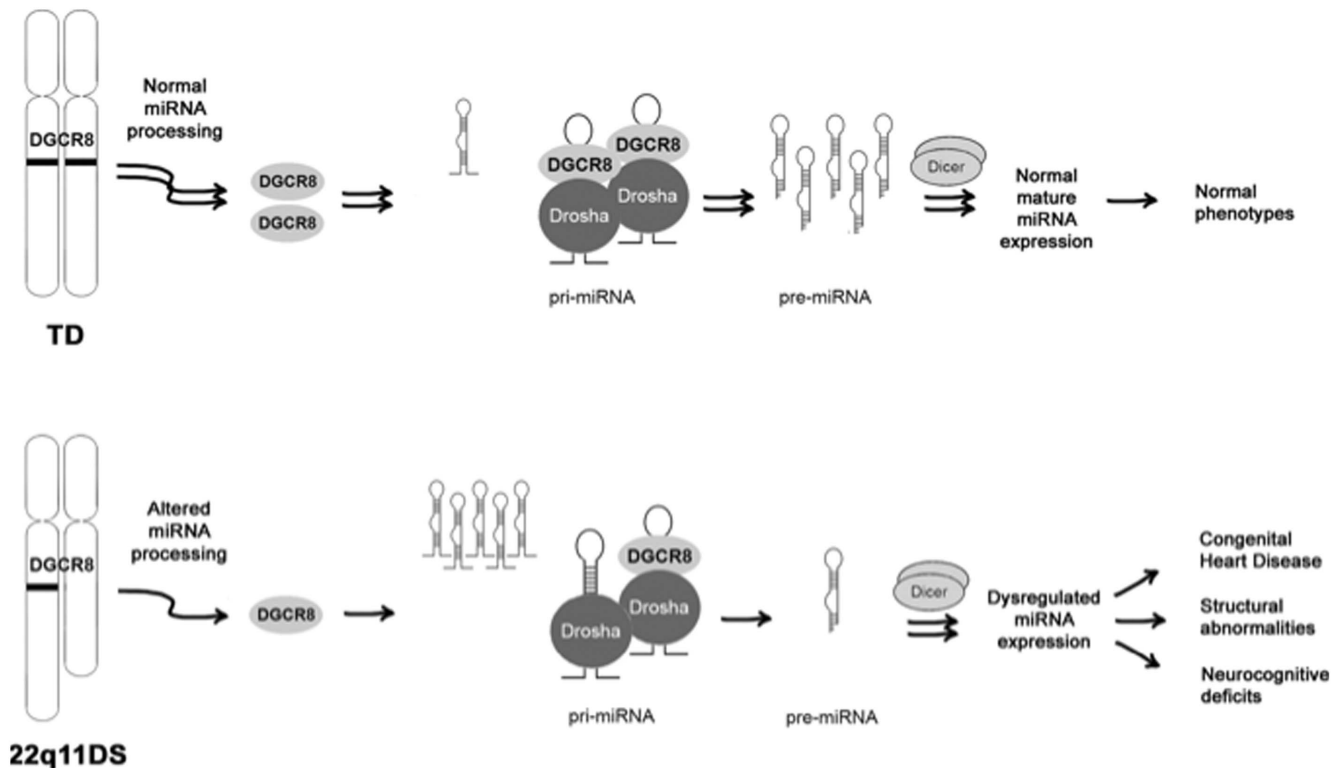 DGCR8
Normal
miRNA
processing
DGCR8
DGCR8
DGCR8
DGCR8
Drosha
Drosha
pri-miRNA
pre-miRNA
Dicer
Normal
mature
miRNA
expression
Normal
phenotypes
TD
DGCR8
Altered
miRNA
processing
DGCR8
DGCR8
Drosha
Drosha
pri-miRNA
pre-miRNA
Dicer
Dysregulated
miRNA
expression
Congenital
Heart Disease
Structural
abnormalities
Neurocognitive
deficits
22q11DS